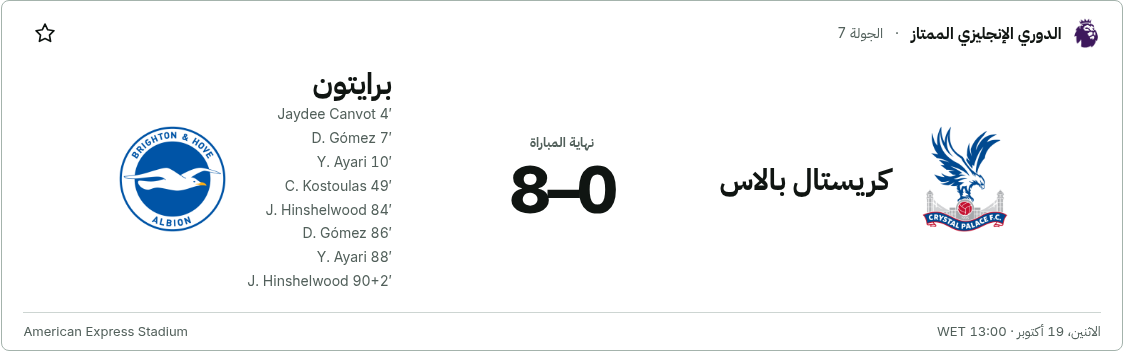 الدوري الإنجليزي الممتاز · الجولة 7
كريستال بالاس
CRYSTAL PALACE F.C.
نهاية المباراة
8–0
برايتون
Jaydee Canvot 4'
D. Gómez 7'
Y. Ayari 10'
C. Kostoulas 49'
J. Hinshelwood 84'
D. Gómez 86'
Y. Ayari 88'
J. Hinshelwood 90+2'
BRIGHTON & HOVE
ALBION
الاثنين، 19 أكتوبر · 13:00 WET
American Express Stadium